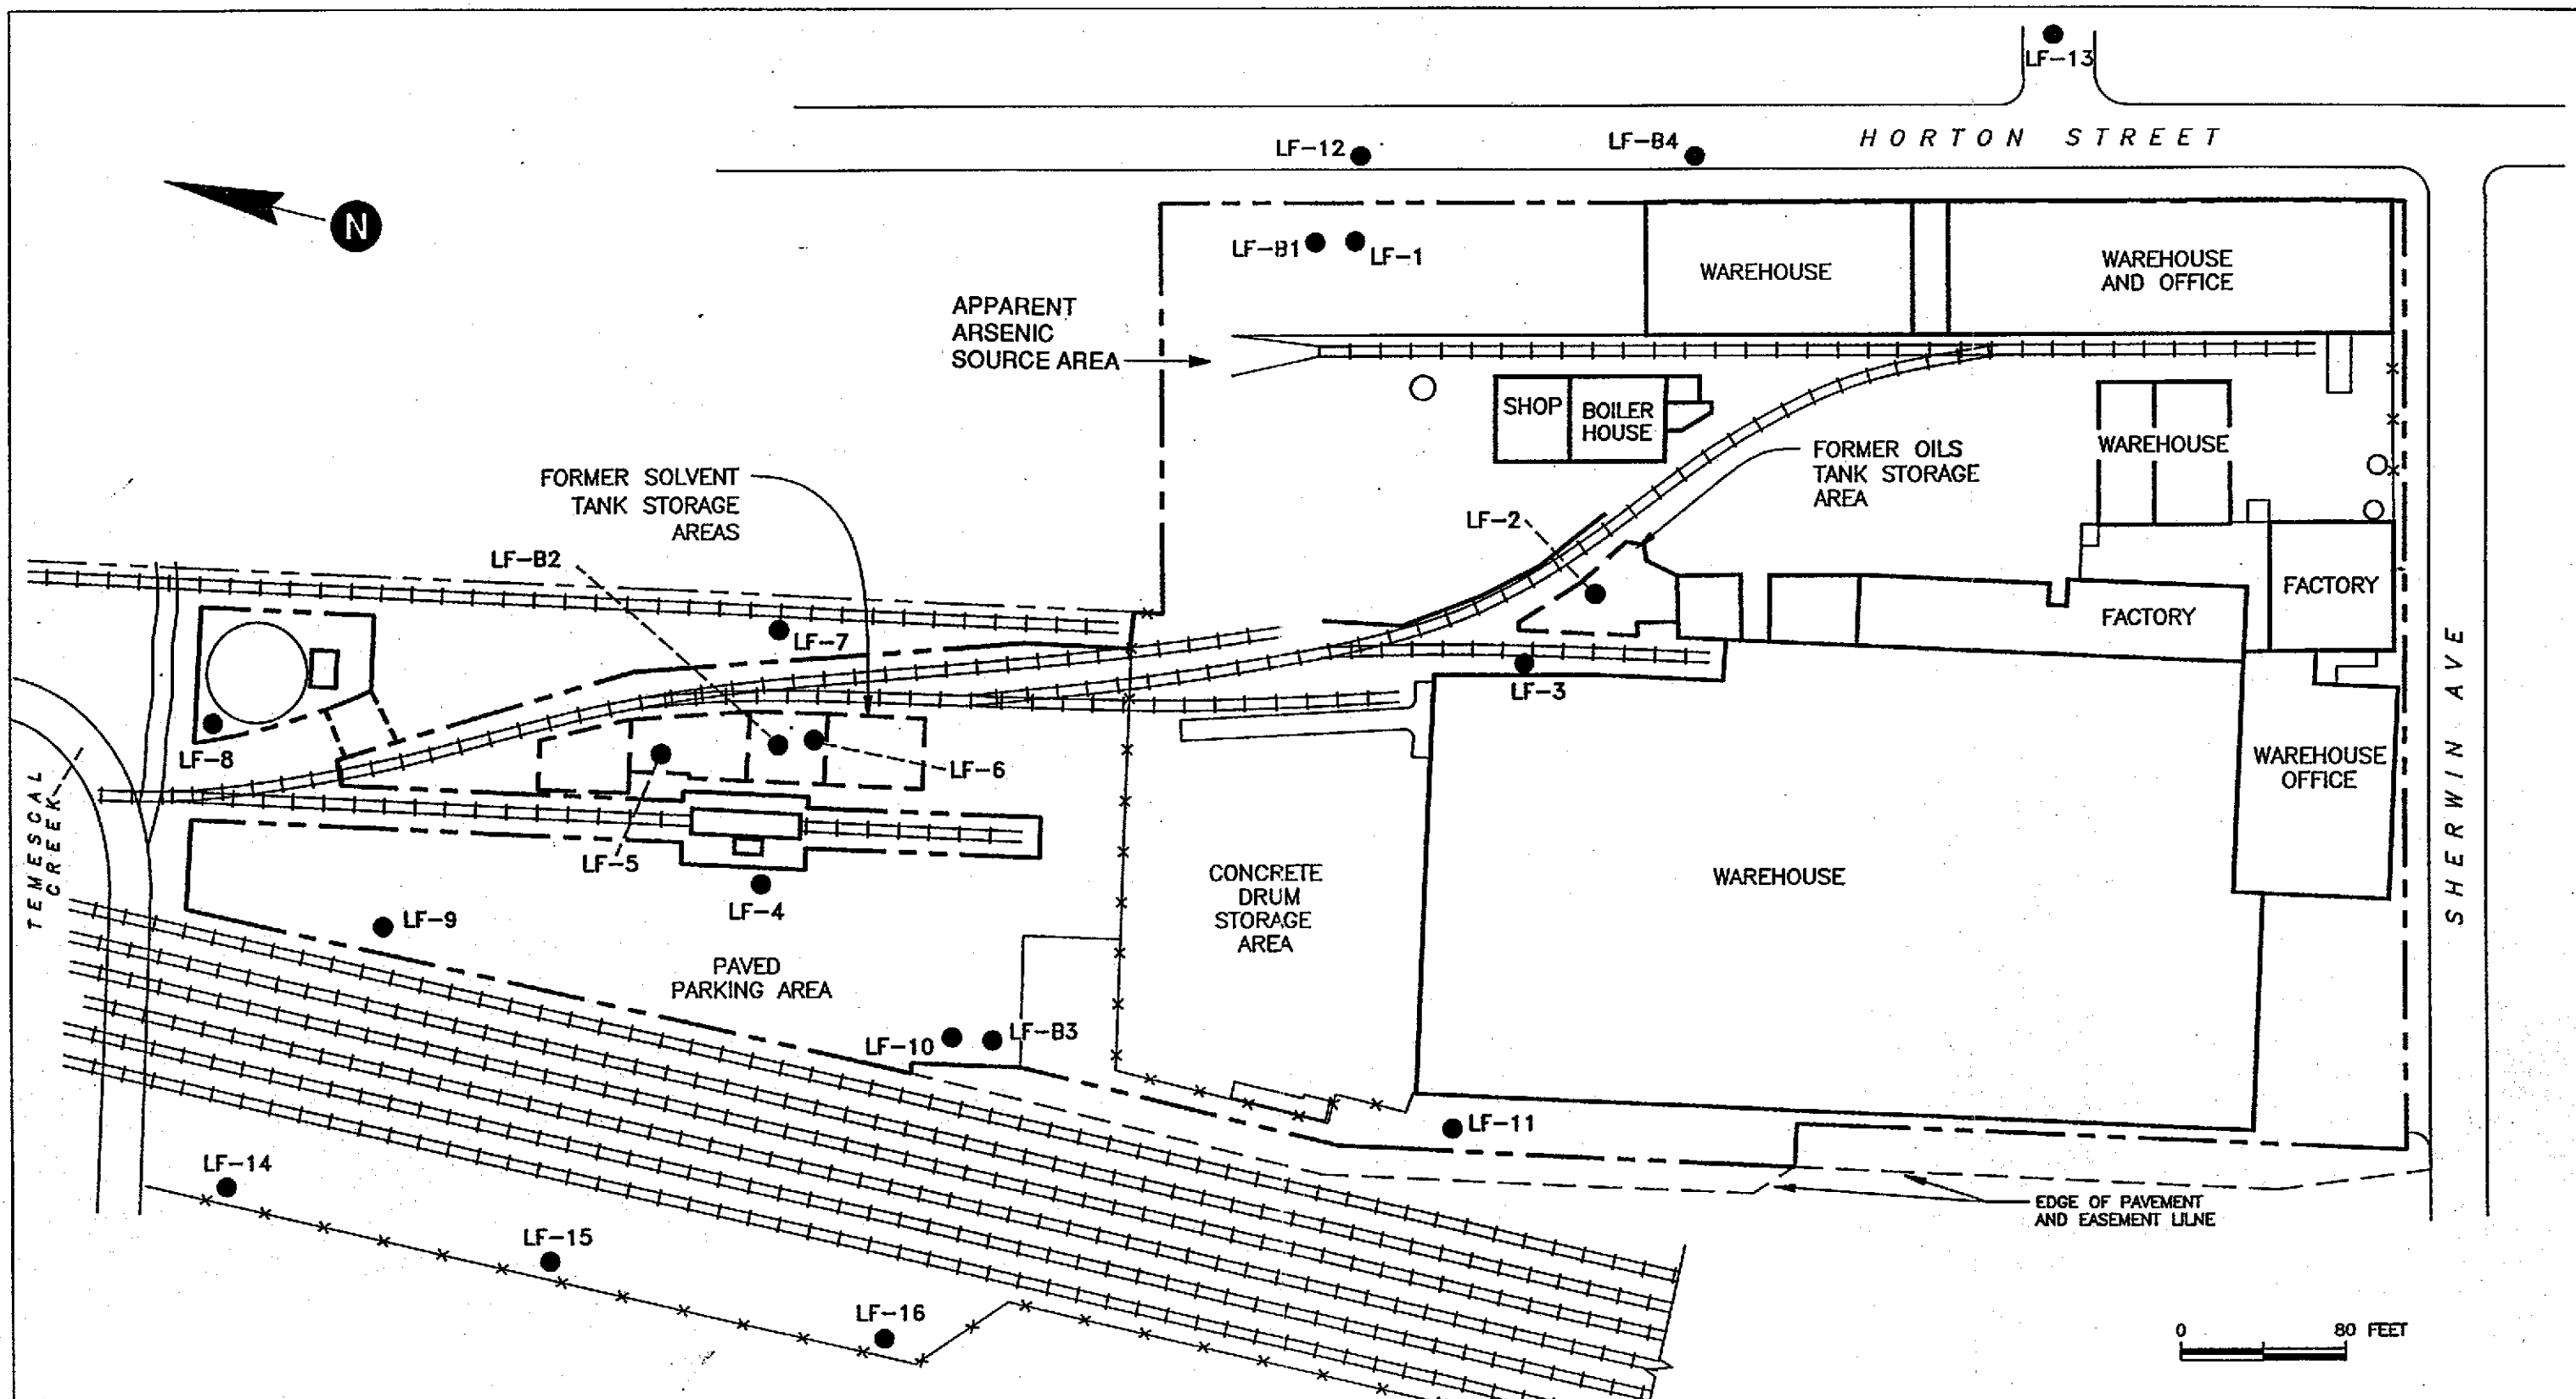 LF-13
HORTON STREET
LF-12
LF-B4
N
LF-B1
LF-1
WAREHOUSE
WAREHOUSE
AND OFFICE
APPARENT
ARSENIC
SOURCE AREA
SHOP
BOILER
HOUSE
FORMER OILS
TANK STORAGE
AREA
WAREHOUSE
FORMER SOLVENT
TANK STORAGE
AREAS
LF-2
LF-B2
FACTORY
FACTORY
LF-7
LF-3
LF-8
LF-6
WAREHOUSE
OFFICE
SHERWIN AVE
TEMESCAL
CREEK
LF-5
LF-4
LF-9
CONCRETE
DRUM
STORAGE
AREA
WAREHOUSE
PAVED
PARKING AREA
LF-10
LF-B3
LF-11
LF-14
EDGE OF PAVEMENT
AND EASEMENT LILNE
LF-15
LF-16
0 80 FEET